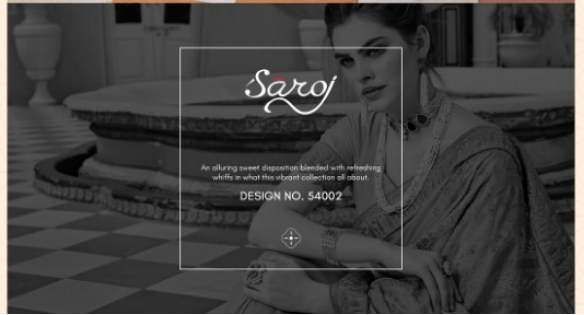 Saroj
An alluring sweet disposition blended with refreshing
whiffs in what this vibrant collection all about.
DESIGN NO. 54002